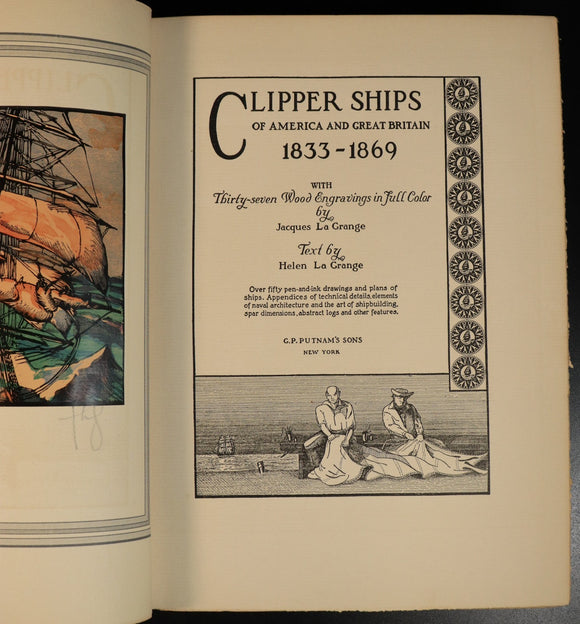 CLIPPER SHIPS
OF AMERICA AND GREAT BRITAIN
1833-1869
WITH
Thirty-seven Wood Engravings in Full Color
by
Jacques La Grange
Text by
Helen La Grange
Over fifty pen-and-ink drawings and plans of
ships. Appendices of technical details, elements
of naval architecture and the art of shipbuilding,
spar dimensions, abstract logs and other features.
G.P. PUTNAM'S SONS
NEW YORK